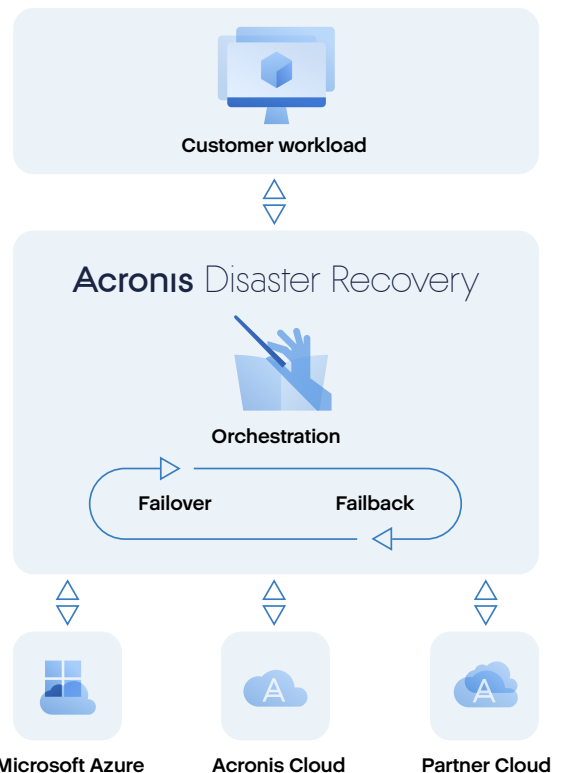 Customer workload
Acronis Disaster Recovery
Orchestration
Failover Failback
Microsoft Azure Acronis Cloud Partner Cloud